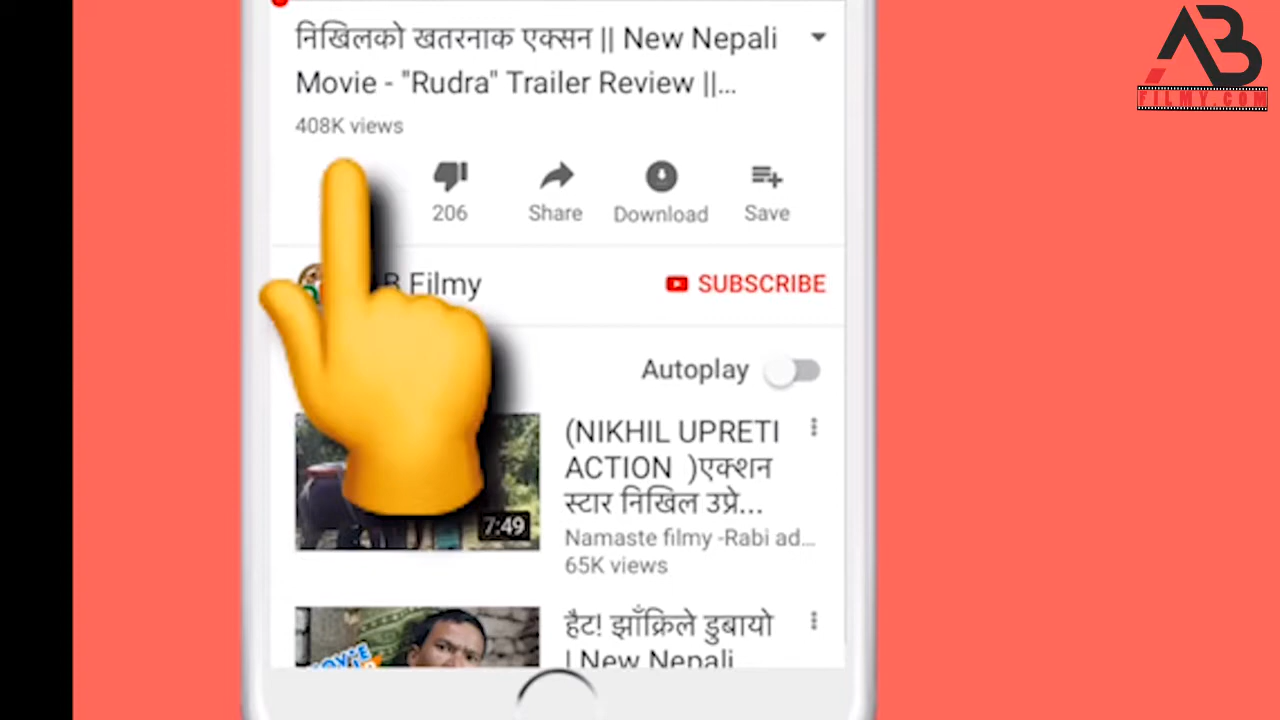 निखिलको खतरनाक एक्सन || New Nepali
Movie - "Rudra" Trailer Review ||...
408K views
206
Share
Download
Save
B Filmy
SUBSCRIBE
Autoplay
(NIKHIL UPRETI
ACTION )एक्शन
स्टार निखिल उप्रे...
Namaste filmy -Rabi ad...
65K views
7:49
हैट! झाँक्रिले डुबायो
| New Nepali
AB
FILMY.COM